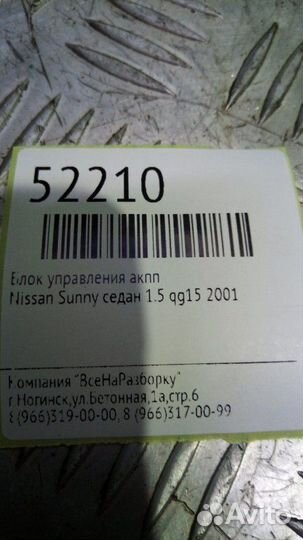 52210
Блок управления акпп
Nissan Sunny седан 1.5 qg15 2001
Компания "ВсеНаРазборку"
г.Ногинск,ул.Бетонная,1а,стр.6
8(966)319-00-00, 8 (966)317-00-99
Avito